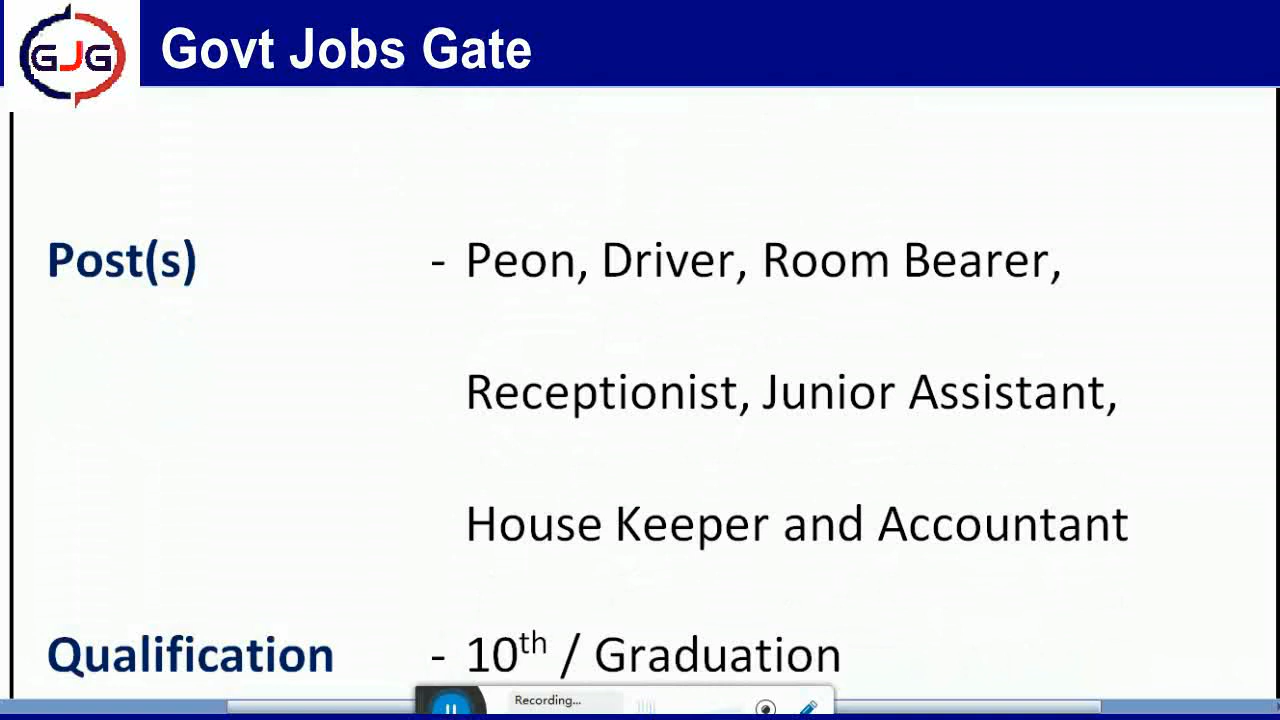 GJG Govt Jobs Gate
Post(s) - Peon, Driver, Room Bearer,
Receptionist, Junior Assistant,
House Keeper and Accountant
Qualification - 10th / Graduation
Recording...